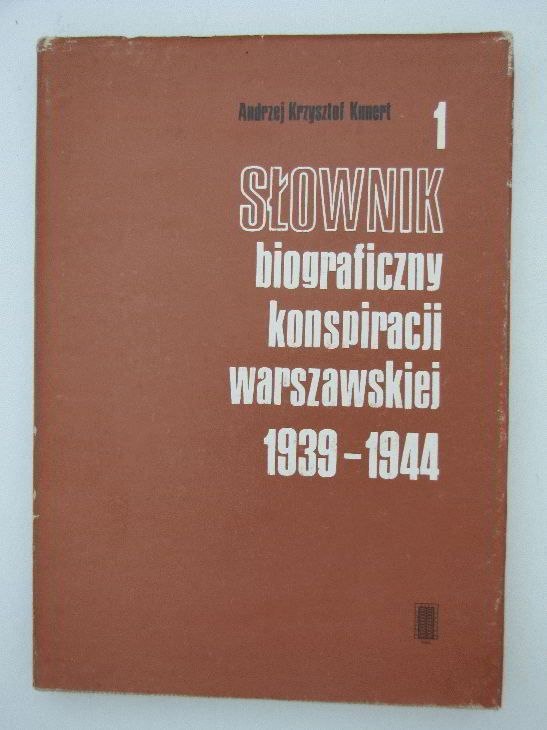 Andrzej Krzysztof Kunert
1
SŁOWNIK
biograficzny
konspiracji
warszawskiej
1939-1944